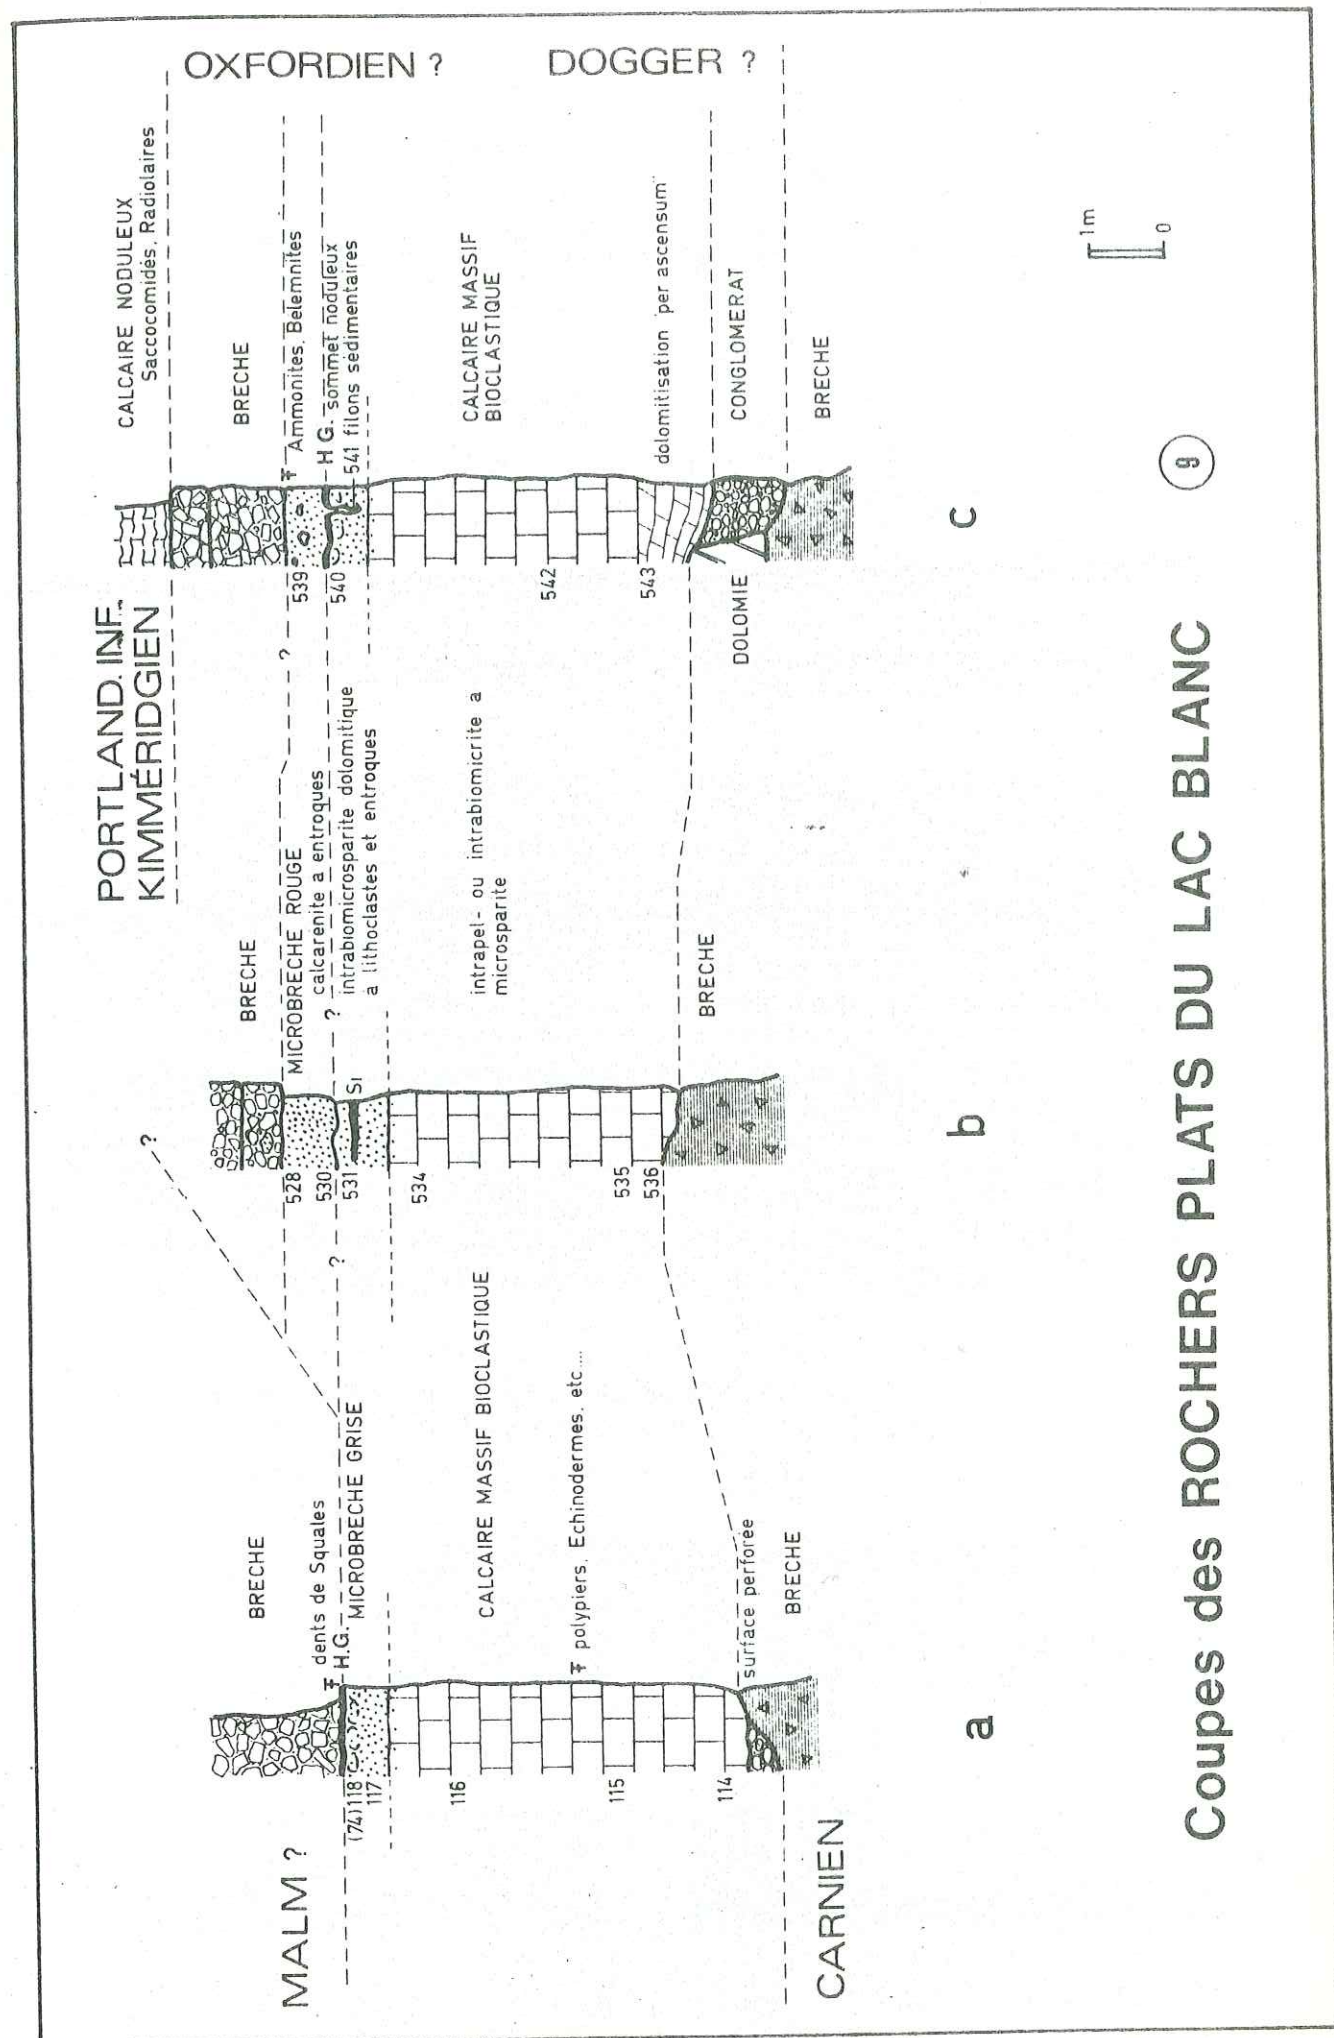 PORTLAND. INF.
KIMMÉRIDGIEN
OXFORDIEN ?
DOGGER ?
MALM ?
CARNIEN
BRECHE
dents de Squales
H.G.
MICROBRECHE GRISE
CALCAIRE MASSIF BIOCLASTIQUE
polypiers, Echinodermes, etc....
surface perforée
BRECHE
(74)118
117
116
115
114
a
?
?
BRECHE
MICROBRECHE ROUGE
calcarénite a entroques
?
intrabiomicrosparite dolomitique
a lithoclastes et entroques
Si
intrapel- ou intrabiomicrite a
microsparite
BRECHE
528
530
531
534
535
536
b
?
CALCAIRE NODULEUX
Saccocomidés, Radiolaires
BRECHE
Ammonites, Bélemnites
H G. sommet noduleux
541 filons sédimentaires
CALCAIRE MASSIF
BIOCLASTIQUE
dolomitisation "per ascensum"
CONGLOMERAT
BRECHE
DOLOMIE
539
540
542
543
c
1m
0
9
Coupes des ROCHERS PLATS DU LAC BLANC